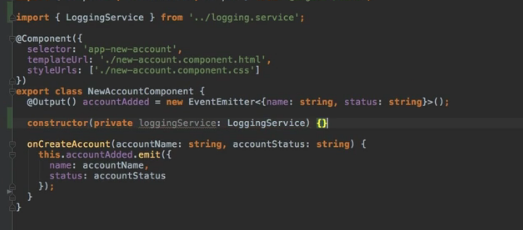 import { LoggingService } from '../logging.service';
@Component({
selector: 'app-new-account',
templateUrl: './new-account.component.html',
styleUrls: ['./new-account.component.css']
})
export class NewAccountComponent {
@Output() accountAdded = new EventEmitter<{name: string, status: string}>();
constructor(private loggingService: LoggingService) {}
onCreateAccount(accountName: string, accountStatus: string) {
this.accountAdded.emit({
name: accountName,
status: accountStatus
});
}
}